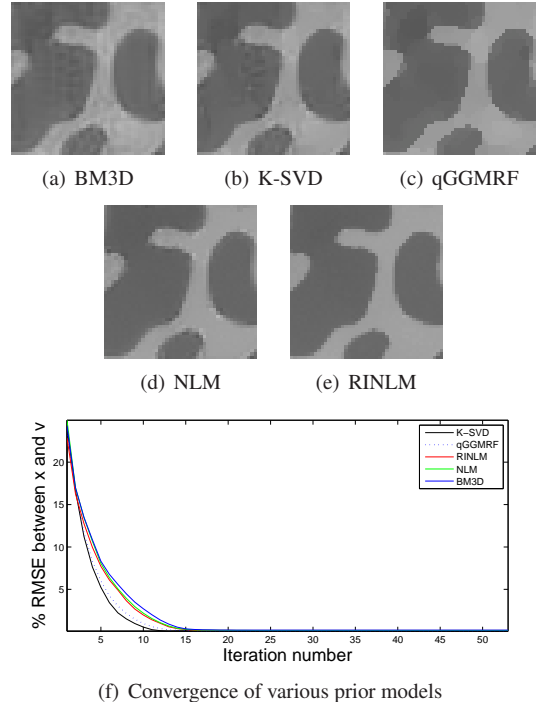 (a) BM3D
(b) K-SVD
(c) qGGMRF
(d) NLM
(e) RINLM
% RMSE between x and v
20
15
10
5
K−SVD
qGGMRF
RINLM
NLM
BM3D
5 10 15 20 25 30 35 40 45 50
Iteration number
(f) Convergence of various prior models